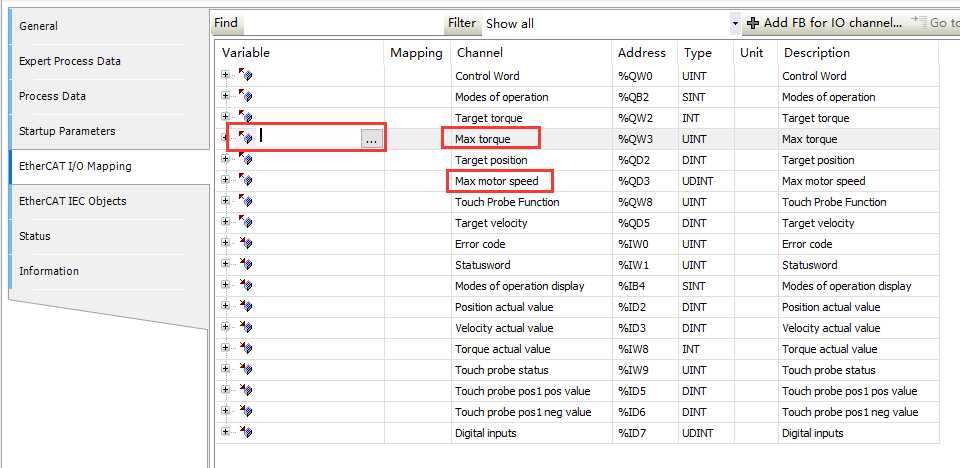 General
Expert Process Data
Process Data
Startup Parameters
EtherCAT I/O Mapping
EtherCAT IEC Objects
Status
Information
Find Filter Show all Add FB for IO channel... Go to
Variable Mapping Channel Address Type Unit Description
Control Word %QW0 UINT Control Word
Modes of operation %QB2 SINT Modes of operation
Target torque %QW2 INT Target torque
... Max torque %QW3 UINT Max torque
Target position %QD2 DINT Target position
Max motor speed %QD3 UDINT Max motor speed
Touch Probe Function %QW8 UINT Touch Probe Function
Target velocity %QD5 DINT Target velocity
Error code %IW0 UINT Error code
Statusword %IW1 UINT Statusword
Modes of operation display %IB4 SINT Modes of operation display
Position actual value %ID2 DINT Position actual value
Velocity actual value %ID3 DINT Velocity actual value
Torque actual value %IW8 INT Torque actual value
Touch probe status %IW9 UINT Touch probe status
Touch probe pos1 pos value %ID5 DINT Touch probe pos1 pos value
Touch probe pos1 neg value %ID6 DINT Touch probe pos1 neg value
Digital inputs %ID7 UDINT Digital inputs